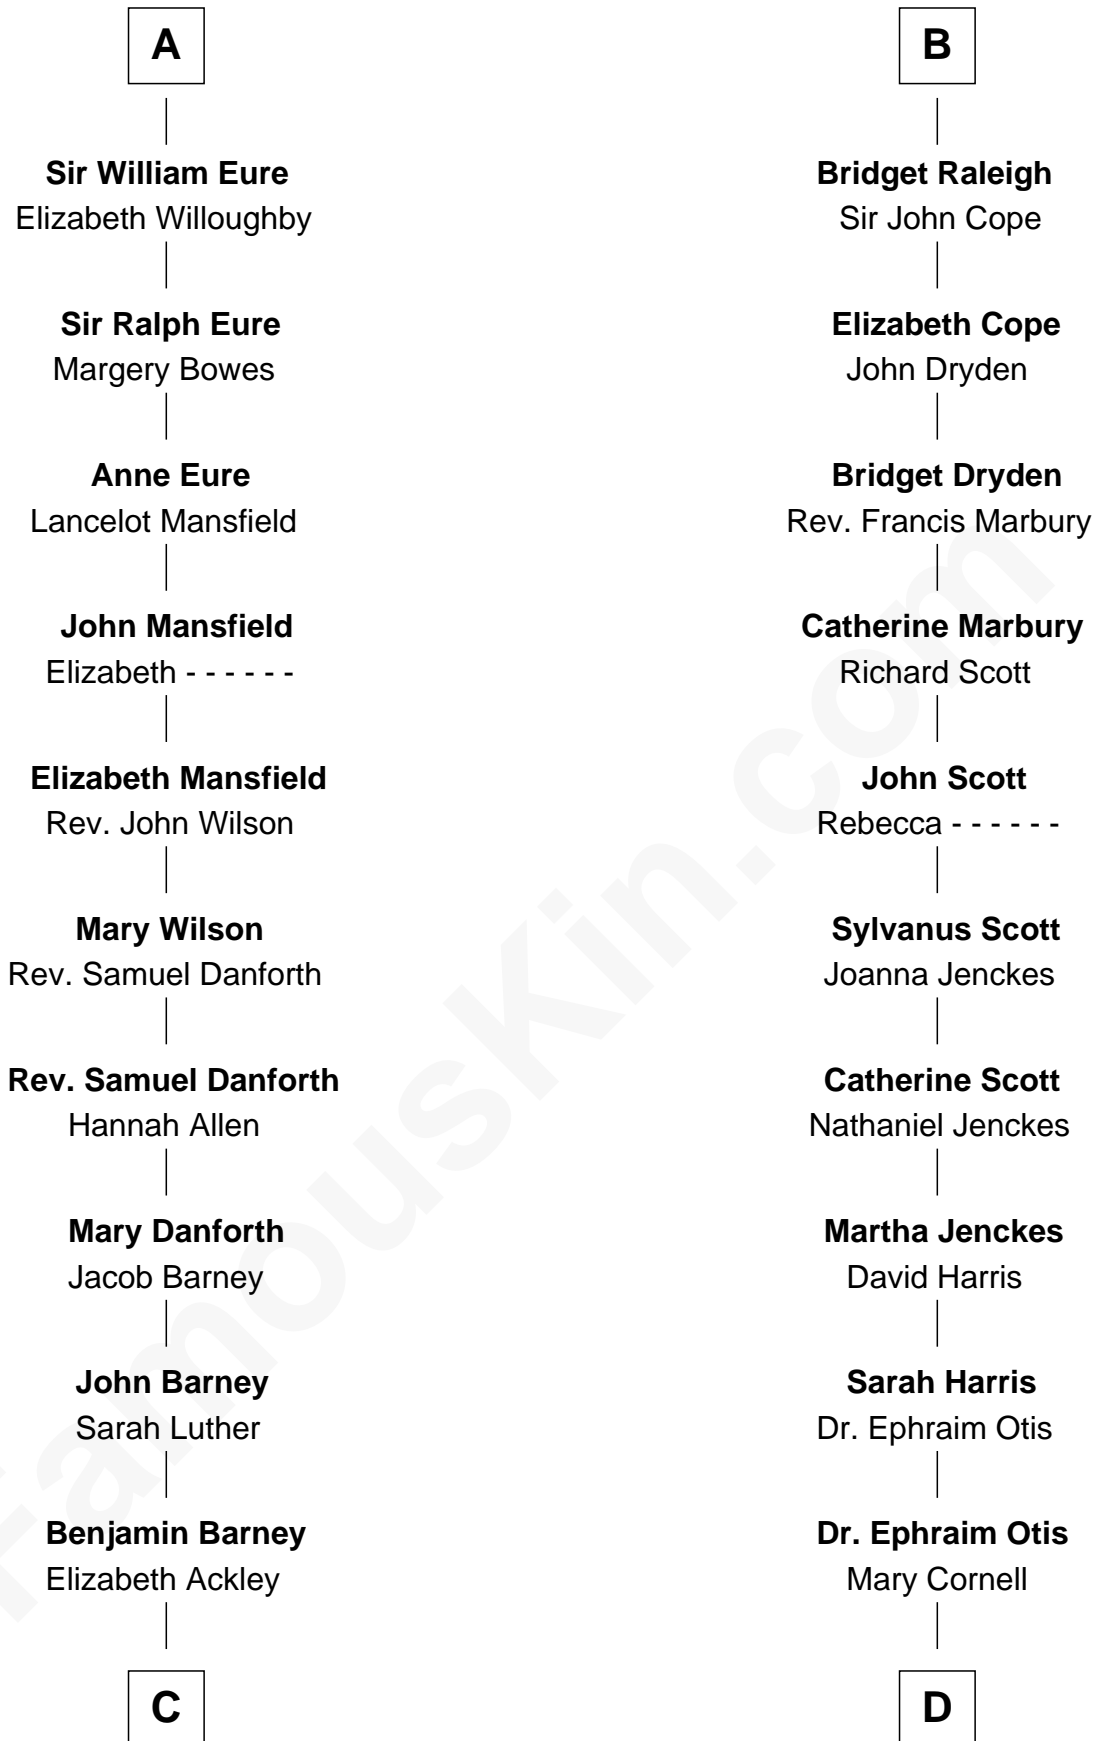 A
Sir William Eure
Elizabeth Willoughby
Sir Ralph Eure
Margery Bowes
Anne Eure
Lancelot Mansfield
John Mansfield
Elizabeth - - - - - -
Elizabeth Mansfield
Rev. John Wilson
Mary Wilson
Rev. Samuel Danforth
Rev. Samuel Danforth
Hannah Allen
Mary Danforth
Jacob Barney
John Barney
Sarah Luther
Benjamin Barney
Elizabeth Ackley
C
B
Bridget Raleigh
Sir John Cope
Elizabeth Cope
John Dryden
Bridget Dryden
Rev. Francis Marbury
Catherine Marbury
Richard Scott
John Scott
Rebecca - - - - - -
Sylvanus Scott
Joanna Jenckes
Catherine Scott
Nathaniel Jenckes
Martha Jenckes
David Harris
Sarah Harris
Dr. Ephraim Otis
Dr. Ephraim Otis
Mary Cornell
D
FamousKin.com